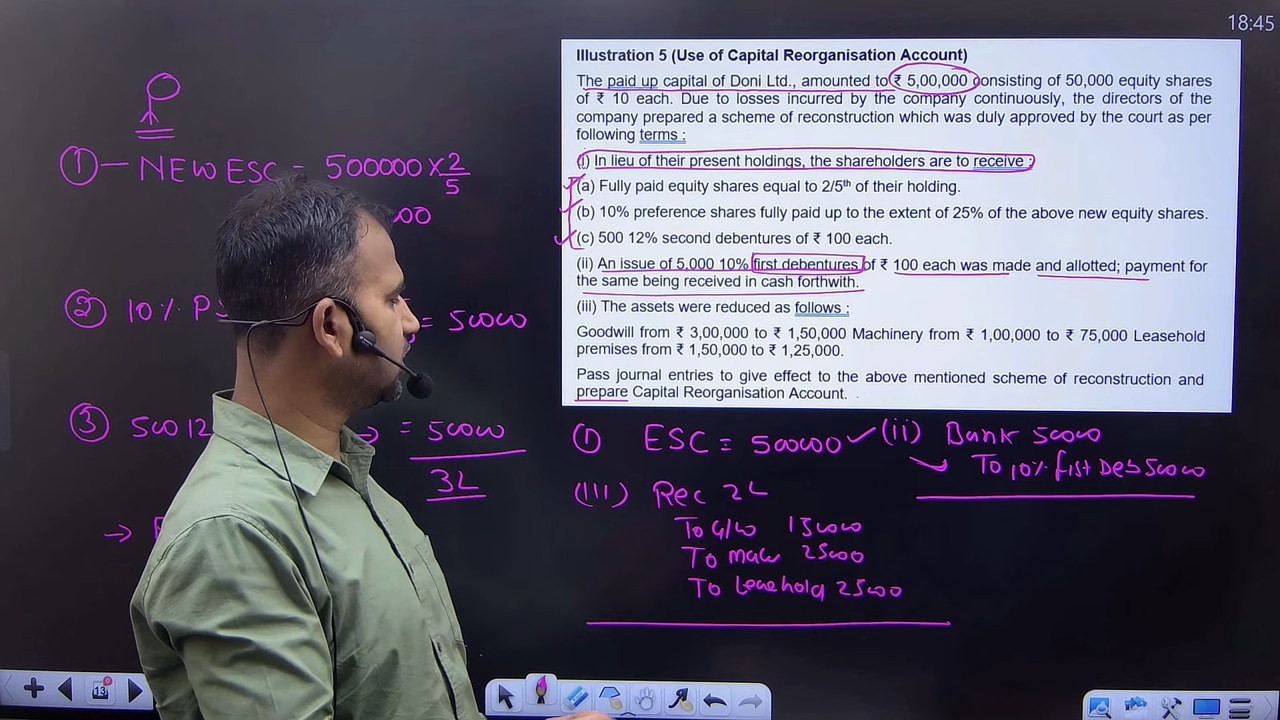 18:45
Illustration 5 (Use of Capital Reorganisation Account)
The paid up capital of Doni Ltd., amounted to ₹ 5,00,000 consisting of 50,000 equity shares
of ₹ 10 each. Due to losses incurred by the company continuously, the directors of the
company prepared a scheme of reconstruction which was duly approved by the court as per
following terms :
(i) In lieu of their present holdings, the shareholders are to receive :
(a) Fully paid equity shares equal to 2/5th of their holding.
(b) 10% preference shares fully paid up to the extent of 25% of the above new equity shares.
(c) 500 12% second debentures of ₹ 100 each.
(ii) An issue of 5,000 10% first debentures of ₹ 100 each was made and allotted; payment for
the same being received in cash forthwith.
(iii) The assets were reduced as follows :
Goodwill from ₹ 3,00,000 to ₹ 1,50,000 Machinery from ₹ 1,00,000 to ₹ 75,000 Leasehold
premises from ₹ 1,50,000 to ₹ 1,25,000.
Pass journal entries to give effect to the above mentioned scheme of reconstruction and
prepare Capital Reorganisation Account.
① — NEW ESC = 500000 × 2/5
② 10% PS = 50000
③ 500 12 → = 50000
3L
→
① ESC = 500000 ✓
(ii) Bank 50000
To 10% first Deb 50000
(III) Rec 2L
To G/W 150000
To mac 25000
To leasehold 25000
13